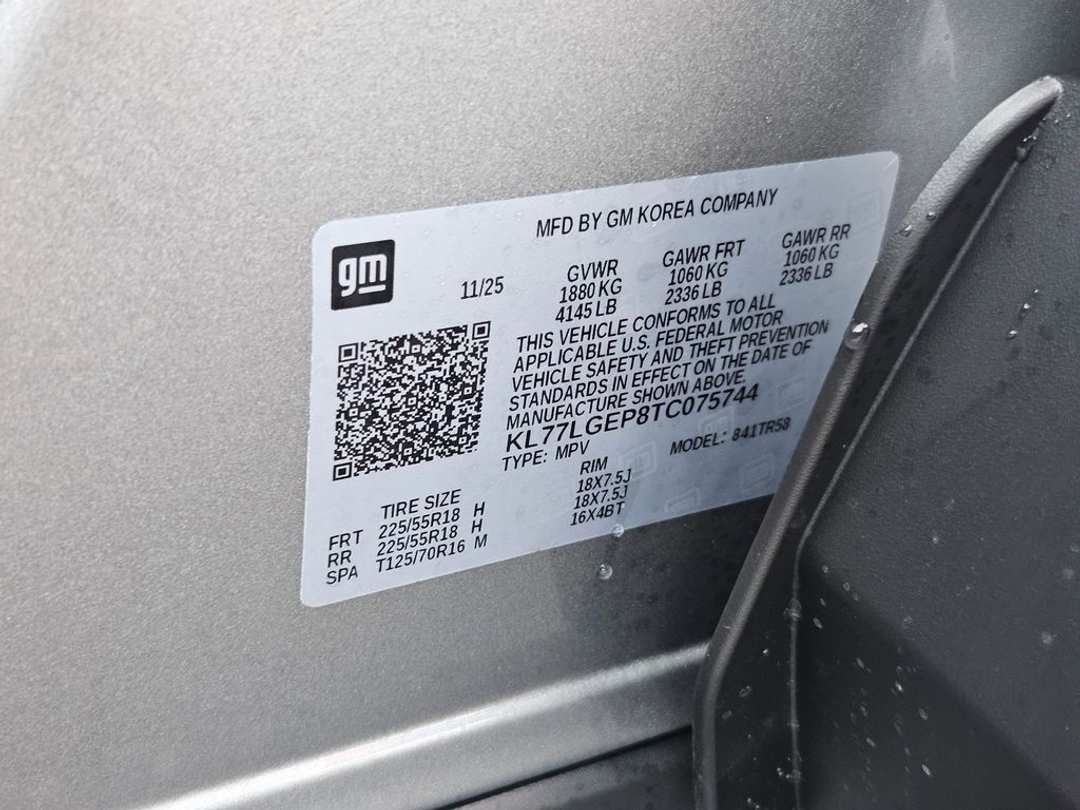 MFD BY GM KOREA COMPANY
gm
11/25
GVWR GAWR FRT GAWR RR
1880 KG 1060 KG 1060 KG
4145 LB 2336 LB 2336 LB
THIS VEHICLE CONFORMS TO ALL
APPLICABLE U.S. FEDERAL MOTOR
VEHICLE SAFETY AND THEFT PREVENTION
STANDARDS IN EFFECT ON THE DATE OF
MANUFACTURE SHOWN ABOVE.
KL77LGEP8TC075744
TYPE: MPV MODEL: 841TR58
TIRE SIZE RIM
FRT 225/55R18 H 18X7.5J
RR 225/55R18 H 18X7.5J
SPA T125/70R16 M 16X4BT